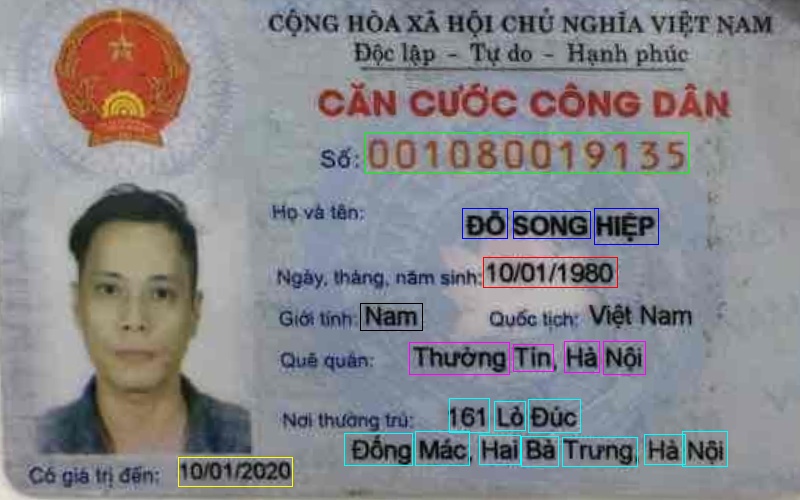 CỘNG HÒA XÃ HỘI CHỦ NGHĨA VIỆT NAM
Độc lập - Tự do - Hạnh phúc
CĂN CƯỚC CÔNG DÂN
Số: 001080019135
Họ và tên: ĐỖ SONG HIỆP
Ngày, tháng, năm sinh: 10/01/1980
Giới tính: Nam Quốc tịch: Việt Nam
Quê quán: Thường Tín, Hà Nội
Nơi thường trú: 161 Lò Đúc
Đồng Mác, Hai Bà Trưng, Hà Nội
Có giá trị đến: 10/01/2020